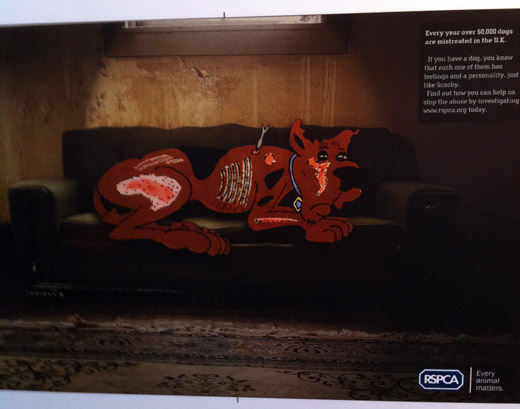 Every year over 50,000 dogs
are mistreated in the U.K.
If you have a dog, you know
that each one of them has
feelings and a personality, just
like Scooby.
Find out how you can help us
stop the abuse by investigating
www.rspca.org today.
RSPCA
Every
animal
matters.